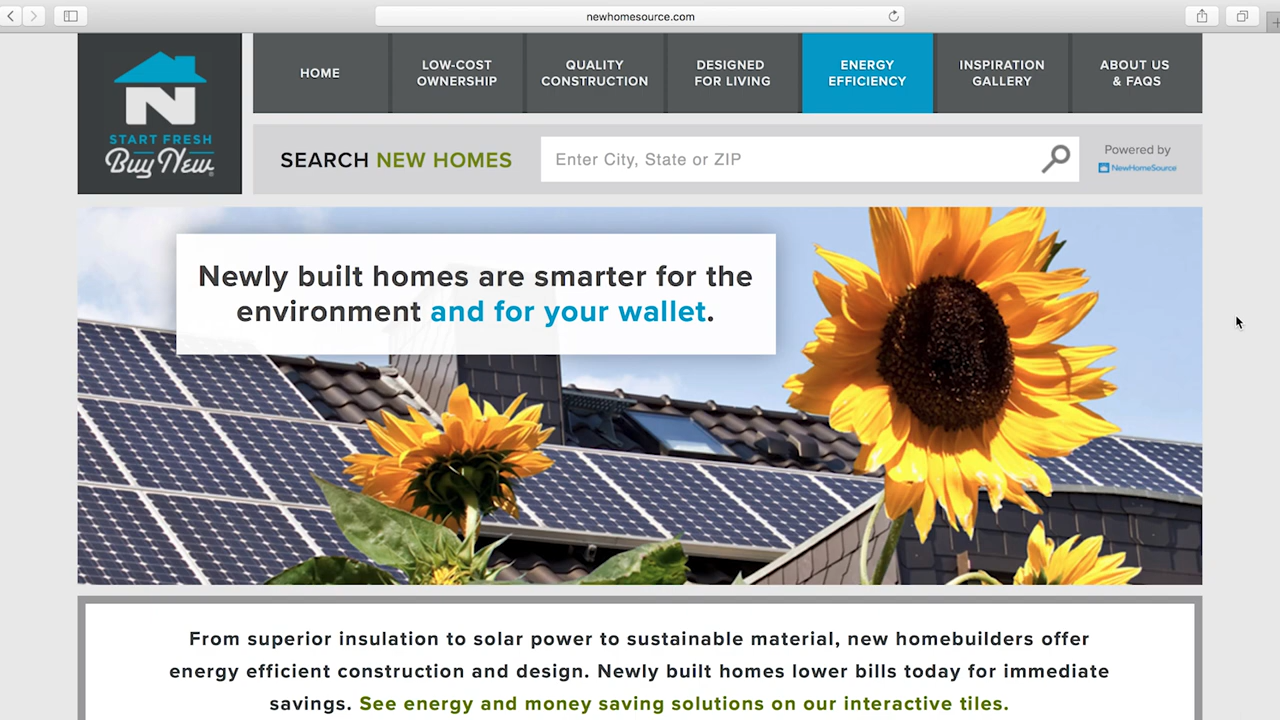 newhomesource.com
START FRESH
Buy New
HOME
LOW-COST
OWNERSHIP
QUALITY
CONSTRUCTION
DESIGNED
FOR LIVING
ENERGY
EFFICIENCY
INSPIRATION
GALLERY
ABOUT US
& FAQS
SEARCH NEW HOMES
Enter City, State or ZIP
Powered by
NewHomeSource
Newly built homes are smarter for the
environment and for your wallet.
From superior insulation to solar power to sustainable material, new homebuilders offer
energy efficient construction and design. Newly built homes lower bills today for immediate
savings. See energy and money saving solutions on our interactive tiles.